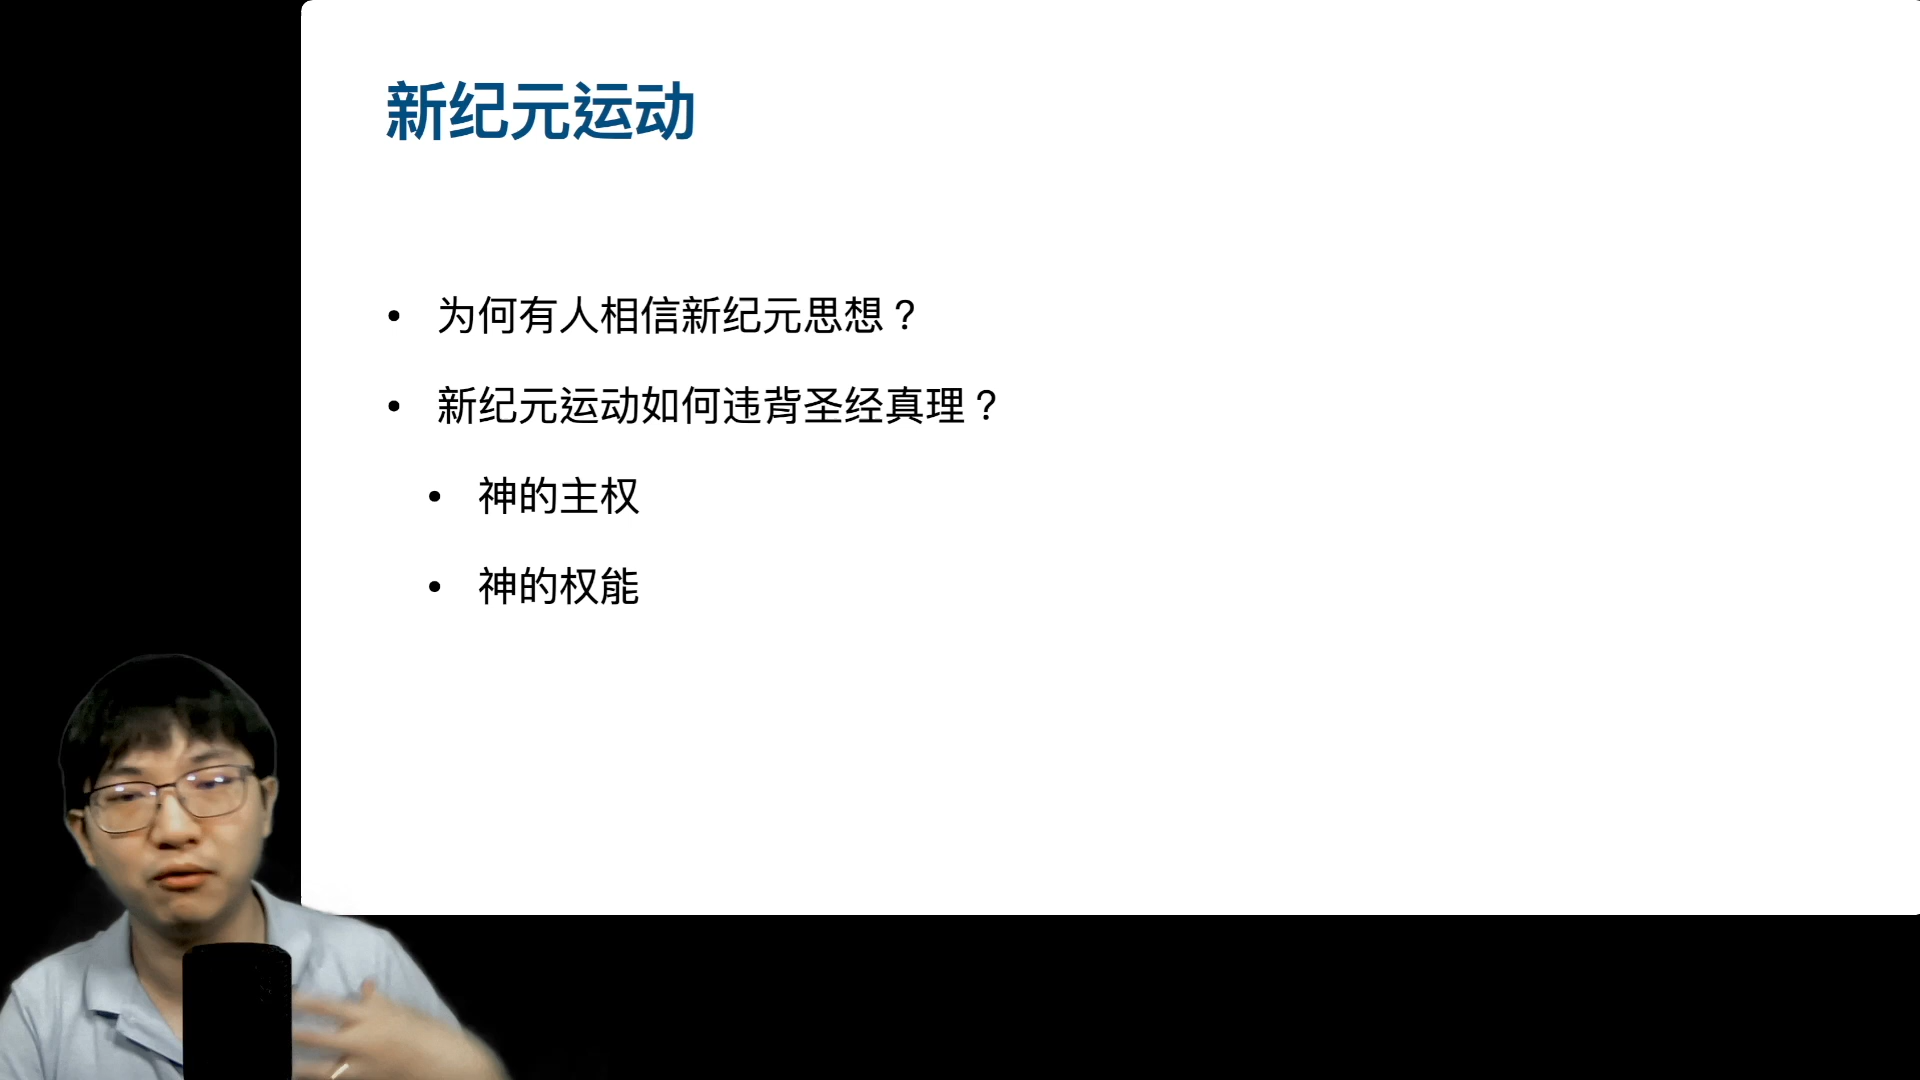 新纪元运动
• 为何有人相信新纪元思想？
• 新纪元运动如何违背圣经真理？
• 神的主权
• 神的权能